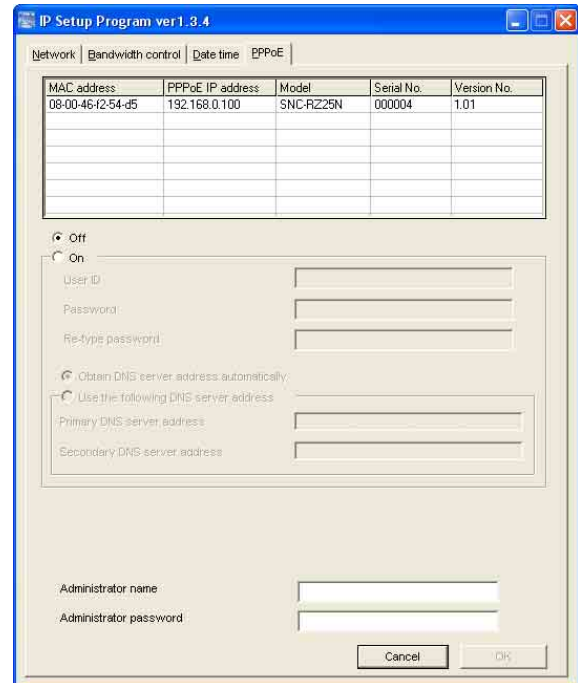 IP Setup Program ver1.3.4
Network Bandwidth control Date time PPPoE
MAC address PPPoE IP address Model Serial No. Version No.
08-00-46-f2-54-d5 192.168.0.100 SNC-RZ25N 000004 1.01
Off
On
User ID
Password
Re-type password
Obtain DNS server address automatically
Use the following DNS server address
Primary DNS server address
Secondary DNS server address
Administrator name
Administrator password
Cancel OK